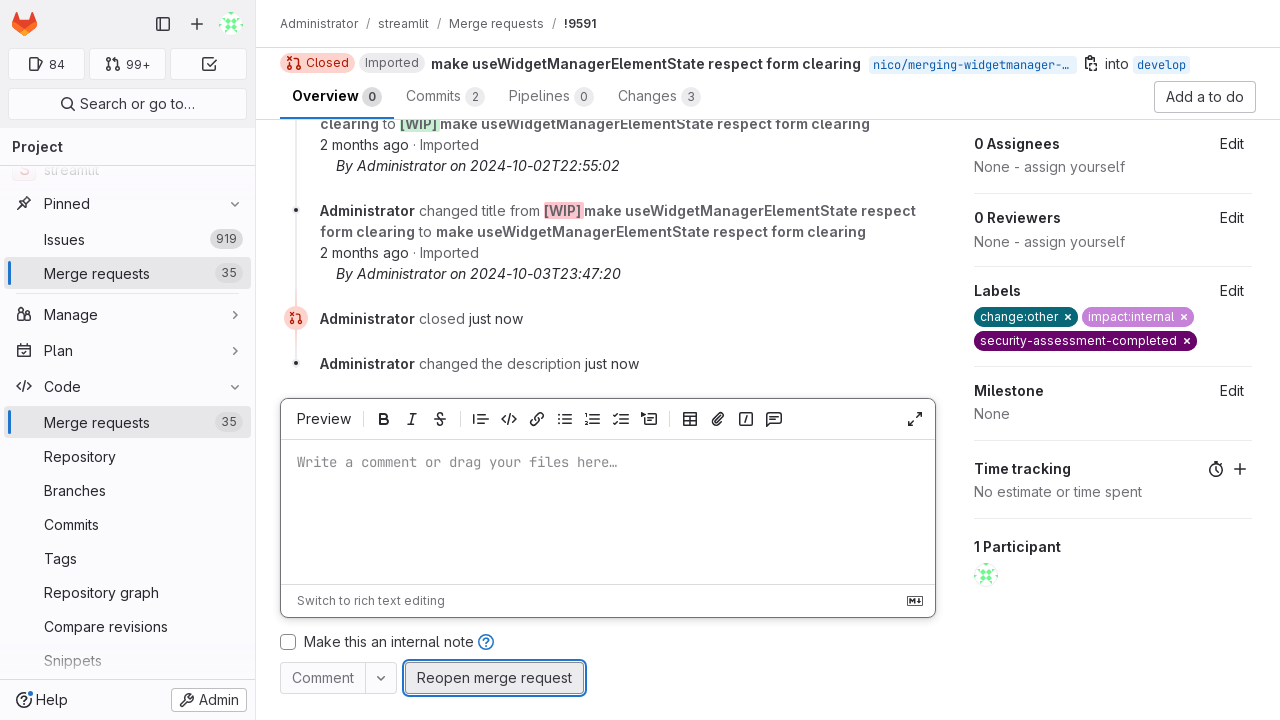 Administrator / streamlit / Merge requests / !9591
84
99+
Closed
Imported
make useWidgetManagerElementState respect form clearing
nico/merging-widgetmanager-…
into
develop
Search or go to…
Overview 0
Commits 2
Pipelines 0
Changes 3
Add a to do
Project
S streamlit
Pinned
Issues 919
Merge requests 35
Manage
Plan
Code
Merge requests 35
Repository
Branches
Commits
Tags
Repository graph
Compare revisions
Snippets
Help
Admin
clearing to [WIP] make useWidgetManagerElementState respect form clearing
2 months ago · Imported
By Administrator on 2024-10-02T22:55:02
Administrator changed title from [WIP] make useWidgetManagerElementState respect
form clearing to make useWidgetManagerElementState respect form clearing
2 months ago · Imported
By Administrator on 2024-10-03T23:47:20
Administrator closed just now
Administrator changed the description just now
Preview
Write a comment or drag your files here…
Switch to rich text editing
Make this an internal note
Comment
Reopen merge request
0 Assignees
Edit
None - assign yourself
0 Reviewers
Edit
None - assign yourself
Labels
Edit
change:other ×
impact:internal ×
security-assessment-completed ×
Milestone
Edit
None
Time tracking
No estimate or time spent
1 Participant